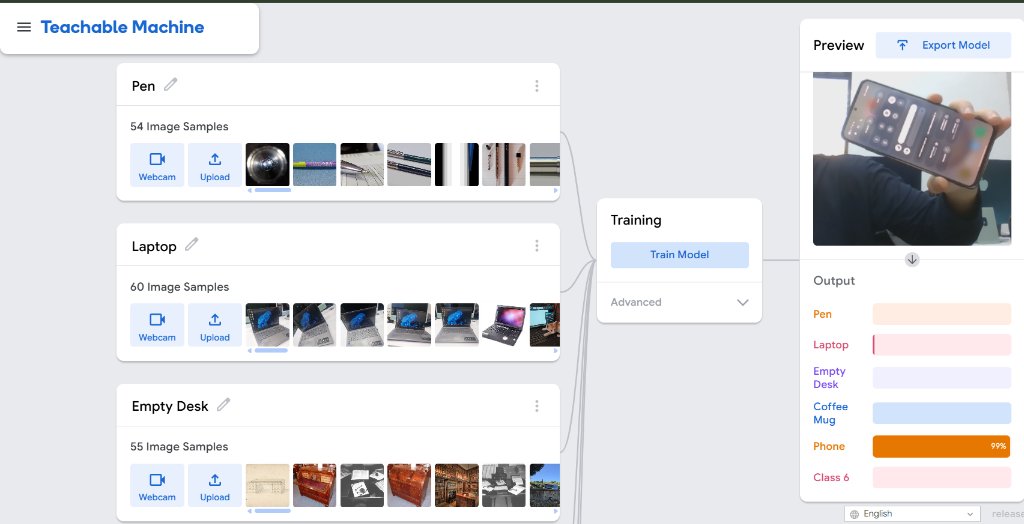 Teachable Machine
Pen
54 Image Samples
Webcam
Upload
Laptop
60 Image Samples
Webcam
Upload
Empty Desk
55 Image Samples
Webcam
Upload
Training
Train Model
Advanced
Preview
Export Model
Output
Pen
Laptop
Empty
Desk
Coffee
Mug
Phone
99%
Class 6
English
release